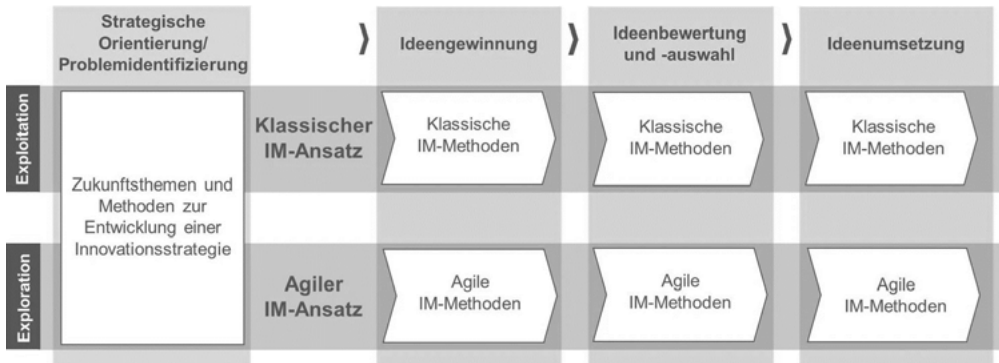 Strategische
Orientierung/
Problemidentifizierung
Ideengewinnung
Ideenbewertung
und -auswahl
Ideenumsetzung
Exploitation
Zukunftsthemen und
Methoden zur
Entwicklung einer
Innovationsstrategie
Klassischer
IM-Ansatz
Klassische
IM-Methoden
Klassische
IM-Methoden
Klassische
IM-Methoden
Exploration
Agiler
IM-Ansatz
Agile
IM-Methoden
Agile
IM-Methoden
Agile
IM-Methoden